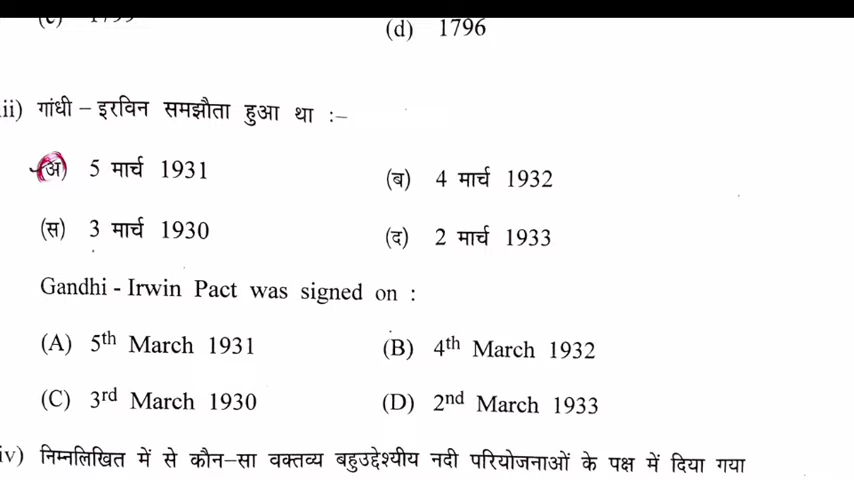 (d) 1796
ii) गांधी – इरविन समझौता हुआ था :–
(अ) 5 मार्च 1931 (ब) 4 मार्च 1932
(स) 3 मार्च 1930 (द) 2 मार्च 1933
Gandhi - Irwin Pact was signed on :
(A) 5th March 1931 (B) 4th March 1932
(C) 3rd March 1930 (D) 2nd March 1933
iv) निम्नलिखित में से कौन–सा वक्तव्य बहुउद्देश्यीय नदी परियोजनाओं के पक्ष में दिया गया